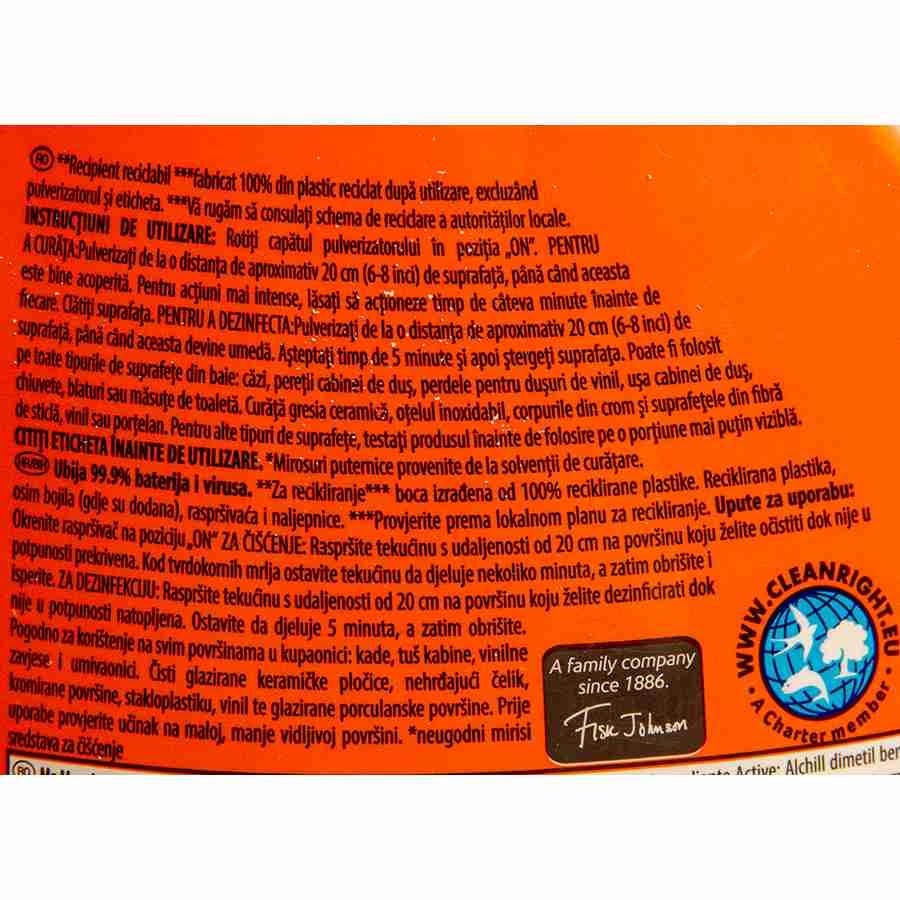 RO **Recipient reciclabil ***fabricat 100% din plastic reciclat după utilizare, excluzând
pulverizatorul și eticheta. ***Vă rugăm să consulați schema de reciclare a autorităților locale.
INSTRUCȚIUNI DE UTILIZARE: Rotiți capătul pulverizatorului în poziția „ON". PENTRU
A CURĂȚA:Pulverizați de la o distanța de aproximativ 20 cm (6-8 inci) de suprafață, până când aceasta
este bine acoperită. Pentru acțiuni mai intense, lăsați să acționeze timp de câteva minute înainte de
fiecare. Clătiți suprafața. PENTRU A DEZINFECTA:Pulverizați de la o distanța de aproximativ 20 cm (6-8 inci) de
suprafață, până când aceasta devine umedă. Așteptați timp de 5 minute și apoi ștergeți suprafața. Poate fi folosit
pe toate tipurile de suprafețe din baie: căzi, pereții cabinei de duș, perdele pentru dușuri de vinil, ușa cabinei de duș,
chiuvete, blaturi sau măsuțe de toaletă. Curăță gresia ceramică, oțelul inoxidabil, corpurile din crom și suprafețele din fibră
de sticlă, vinil sau porțelan. Pentru alte tipuri de suprafețe, testați produsul înainte de folosire pe o porțiune mai puțin vizibilă.
CITIȚI ETICHETA ÎNAINTE DE UTILIZARE. *Mirosuri puternice provenite de la solvenții de curățare.
HR/BH Ubija 99.9% baterija i virusa. **Za recikliranje*** boca izrađena od 100% reciklirane plastike. Reciklirana plastika,
osim bojila (gdje su dodana), raspršivača i naljepnice. ***Provjerite prema lokalnom planu za recikliranje. Upute za uporabu:
Okrenite raspršivač na poziciju„ON" ZA ČIŠĆENJE: Raspršite tekućinu s udaljenosti od 20 cm na površinu koju želite očistiti dok nije u
potpunosti prekrivena. Kod tvrdokornih mrlja ostavite tekućinu da djeluje nekoliko minuta, a zatim obrišite i
isperite. ZA DEZINFEKCIJU: Raspršite tekućinu s udaljenosti od 20 cm na površinu koju želite dezinficirati dok
nije u potpunosti natopljena. Ostavite da djeluje 5 minuta, a zatim obrišite.
Pogodno za korištenje na svim površinama u kupaonici: kade, tuš kabine, vinilne
zavjese i umivaonici. Čisti glazirane keramičke pločice, nehrđajući čelik,
kromirane površine, stakloplastiku, vinil te glazirane porculanske površine. Prije
uporabe provjerite učinak na maloj, manje vidljivoj površini. *neugodni mirisi
sredstava za čišćenje
A family company
since 1886.
Fisk Johnson
WWW.CLEANRIGHT.EU
• A Charter member •
RO
Active: Alchill dimetil ben